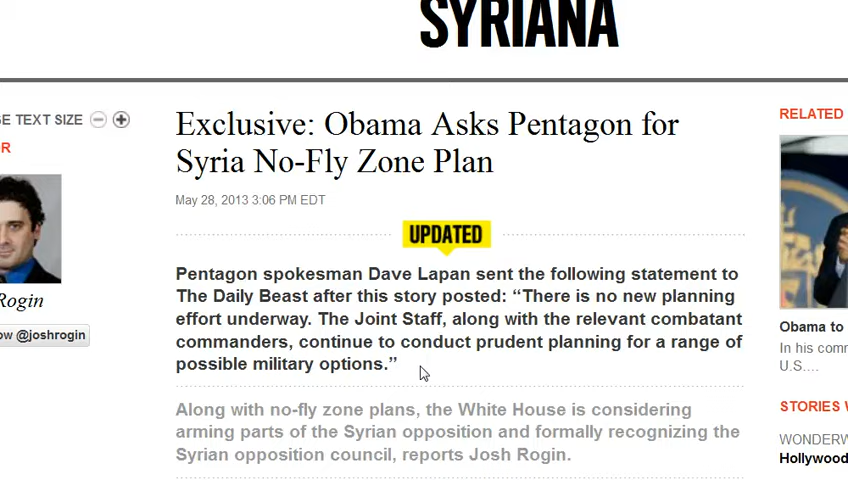 SYRIANA
GE TEXT SIZE
OR
Rogin
ow @joshrogin
Exclusive: Obama Asks Pentagon for
Syria No-Fly Zone Plan
May 28, 2013 3:06 PM EDT
UPDATED
Pentagon spokesman Dave Lapan sent the following statement to
The Daily Beast after this story posted: “There is no new planning
effort underway. The Joint Staff, along with the relevant combatant
commanders, continue to conduct prudent planning for a range of
possible military options.”
Along with no-fly zone plans, the White House is considering
arming parts of the Syrian opposition and formally recognizing the
Syrian opposition council, reports Josh Rogin.
RELATED
Obama to
In his com
U.S....
STORIES W
WONDERW
Hollywood